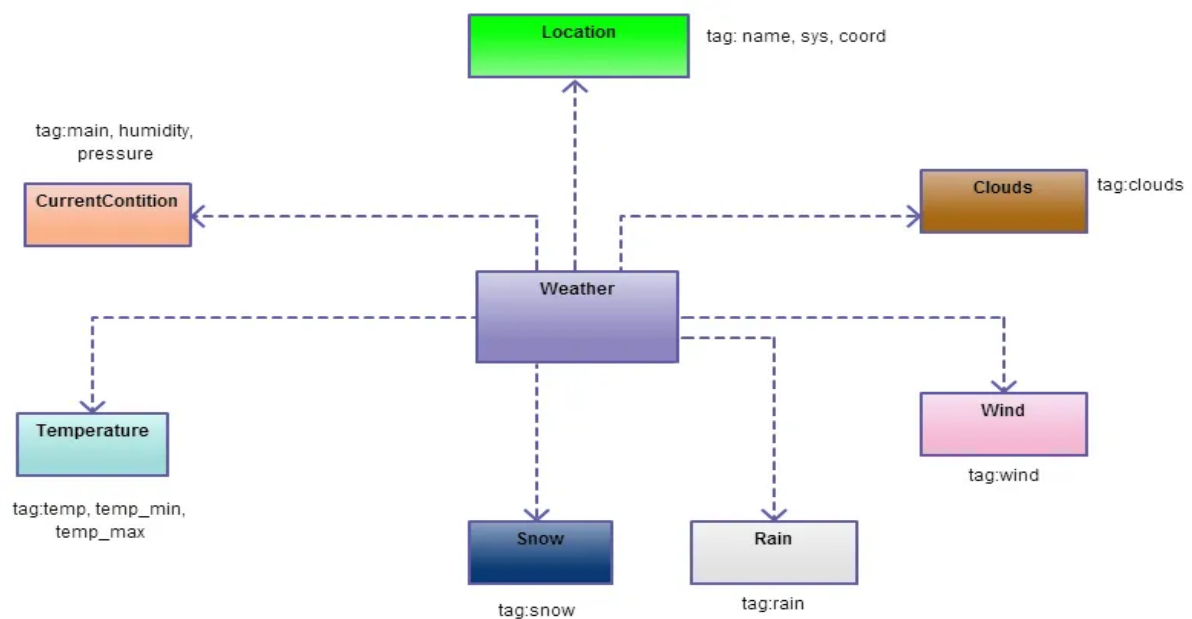 Location
tag: name, sys, coord
tag:main, humidity,
pressure
CurrentContition
Clouds
tag:clouds
Weather
Temperature
tag:temp, temp_min,
temp_max
Wind
tag:wind
Snow
tag:snow
Rain
tag:rain